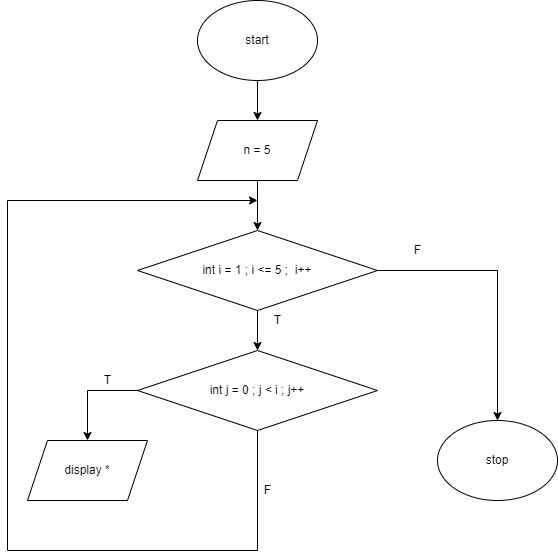 start
n = 5
int i = 1 ; i <= 5 ;  i++
F
T
int j = 0 ; j < i ; j++
T
display *
stop
F